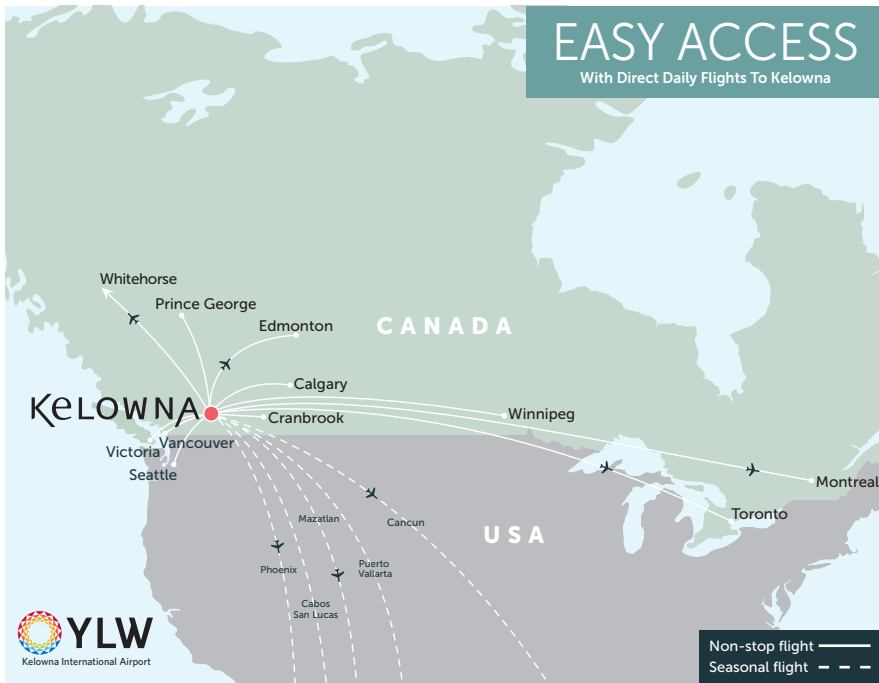 EASY ACCESS
With Direct Daily Flights To Kelowna
Whitehorse
Prince George
Edmonton
CANADA
Calgary
KeLOWNA
Cranbrook
Winnipeg
Vancouver
Victoria
Seattle
Montreal
Toronto
Mazatlan
Cancun
USA
Phoenix
Puerto
Vallarta
Cabos
San Lucas
YLW
Kelowna International Airport
Non-stop flight
Seasonal flight